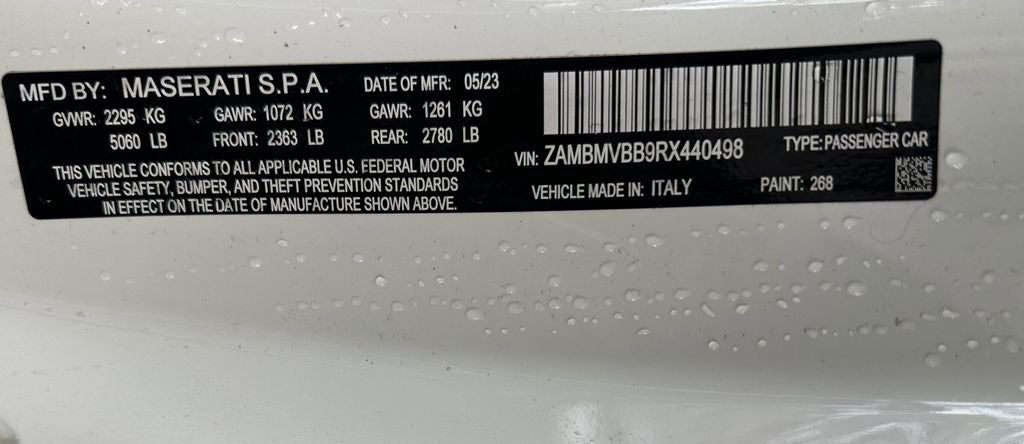 MFD BY: MASERATI S.P.A. DATE OF MFR: 05/23
GVWR: 2295 KG GAWR: 1072 KG GAWR: 1261 KG
5060 LB FRONT: 2363 LB REAR: 2780 LB
THIS VEHICLE CONFORMS TO ALL APPLICABLE U.S. FEDERAL MOTOR
VEHICLE SAFETY, BUMPER, AND THEFT PREVENTION STANDARDS
IN EFFECT ON THE DATE OF MANUFACTURE SHOWN ABOVE.
VIN: ZAMBMVBB9RX440498 TYPE: PASSENGER CAR
VEHICLE MADE IN: ITALY PAINT: 268